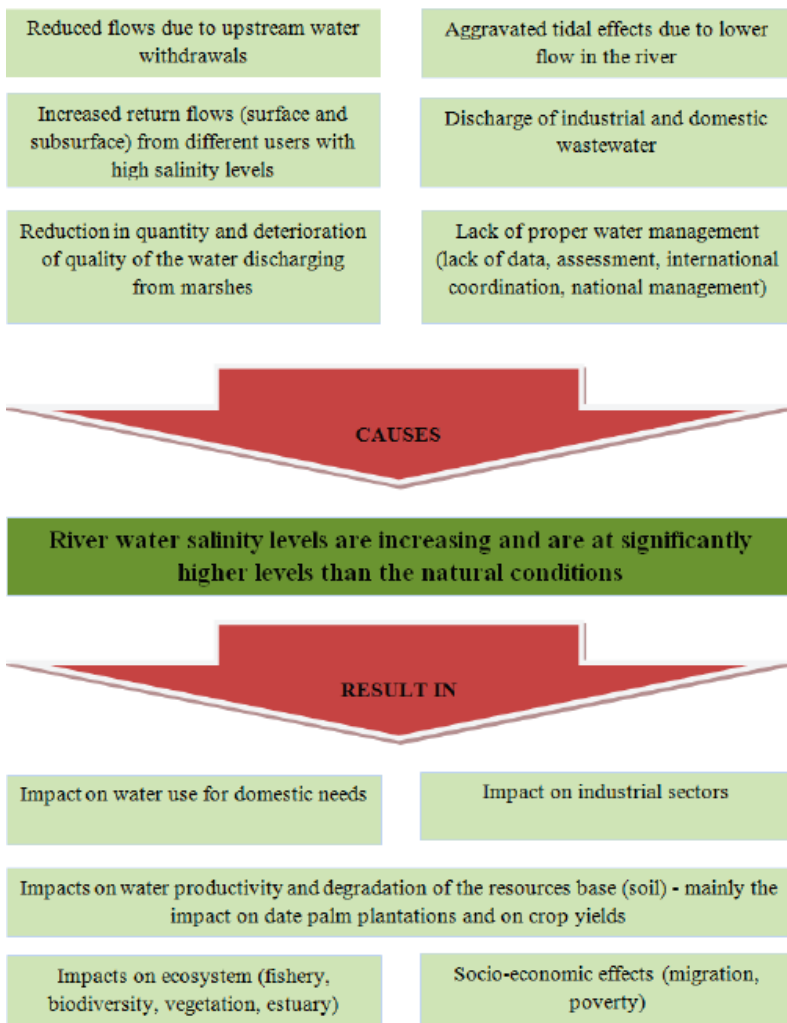 Reduced flows due to upstream water
withdrawals
Aggravated tidal effects due to lower
flow in the river
Increased return flows (surface and
subsurface) from different users with
high salinity levels
Discharge of industrial and domestic
wastewater
Reduction in quantity and deterioration
of quality of the water discharging
from marshes
Lack of proper water management
(lack of data, assessment, international
coordination, national management)
CAUSES
River water salinity levels are increasing and are at significantly
higher levels than the natural conditions
RESULT IN
Impact on water use for domestic needs
Impact on industrial sectors
Impacts on water productivity and degradation of the resources base (soil) - mainly the
impact on date palm plantations and on crop yields
Impacts on ecosystem (fishery,
biodiversity, vegetation, estuary)
Socio-economic effects (migration,
poverty)